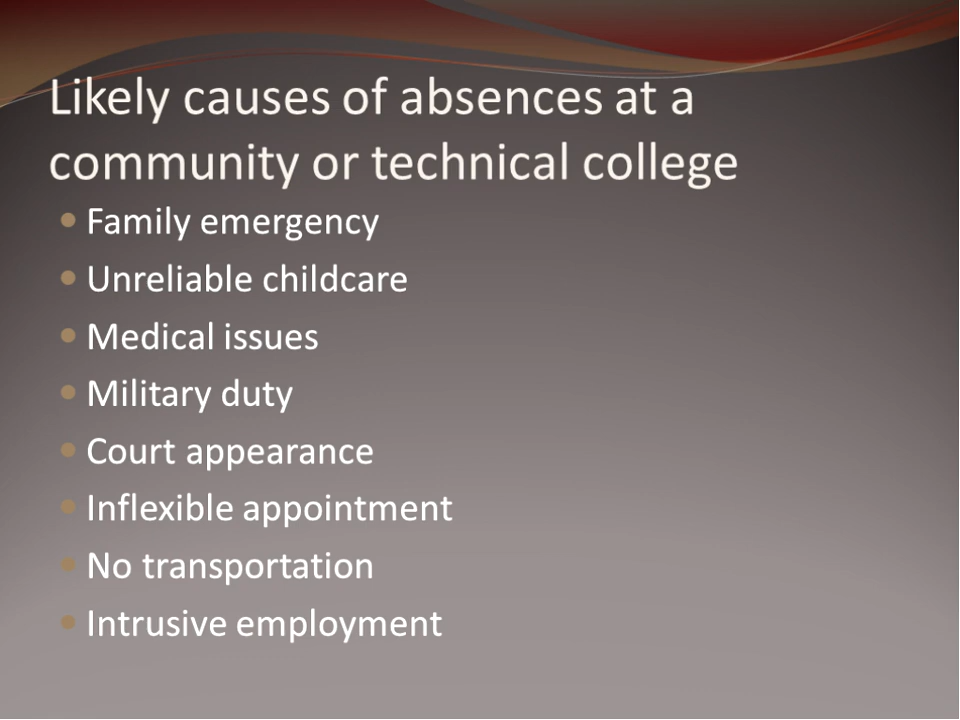 Likely causes of absences at a
community or technical college
Family emergency
Unreliable childcare
Medical issues
Military duty
Court appearance
Inflexible appointment
No transportation
Intrusive employment